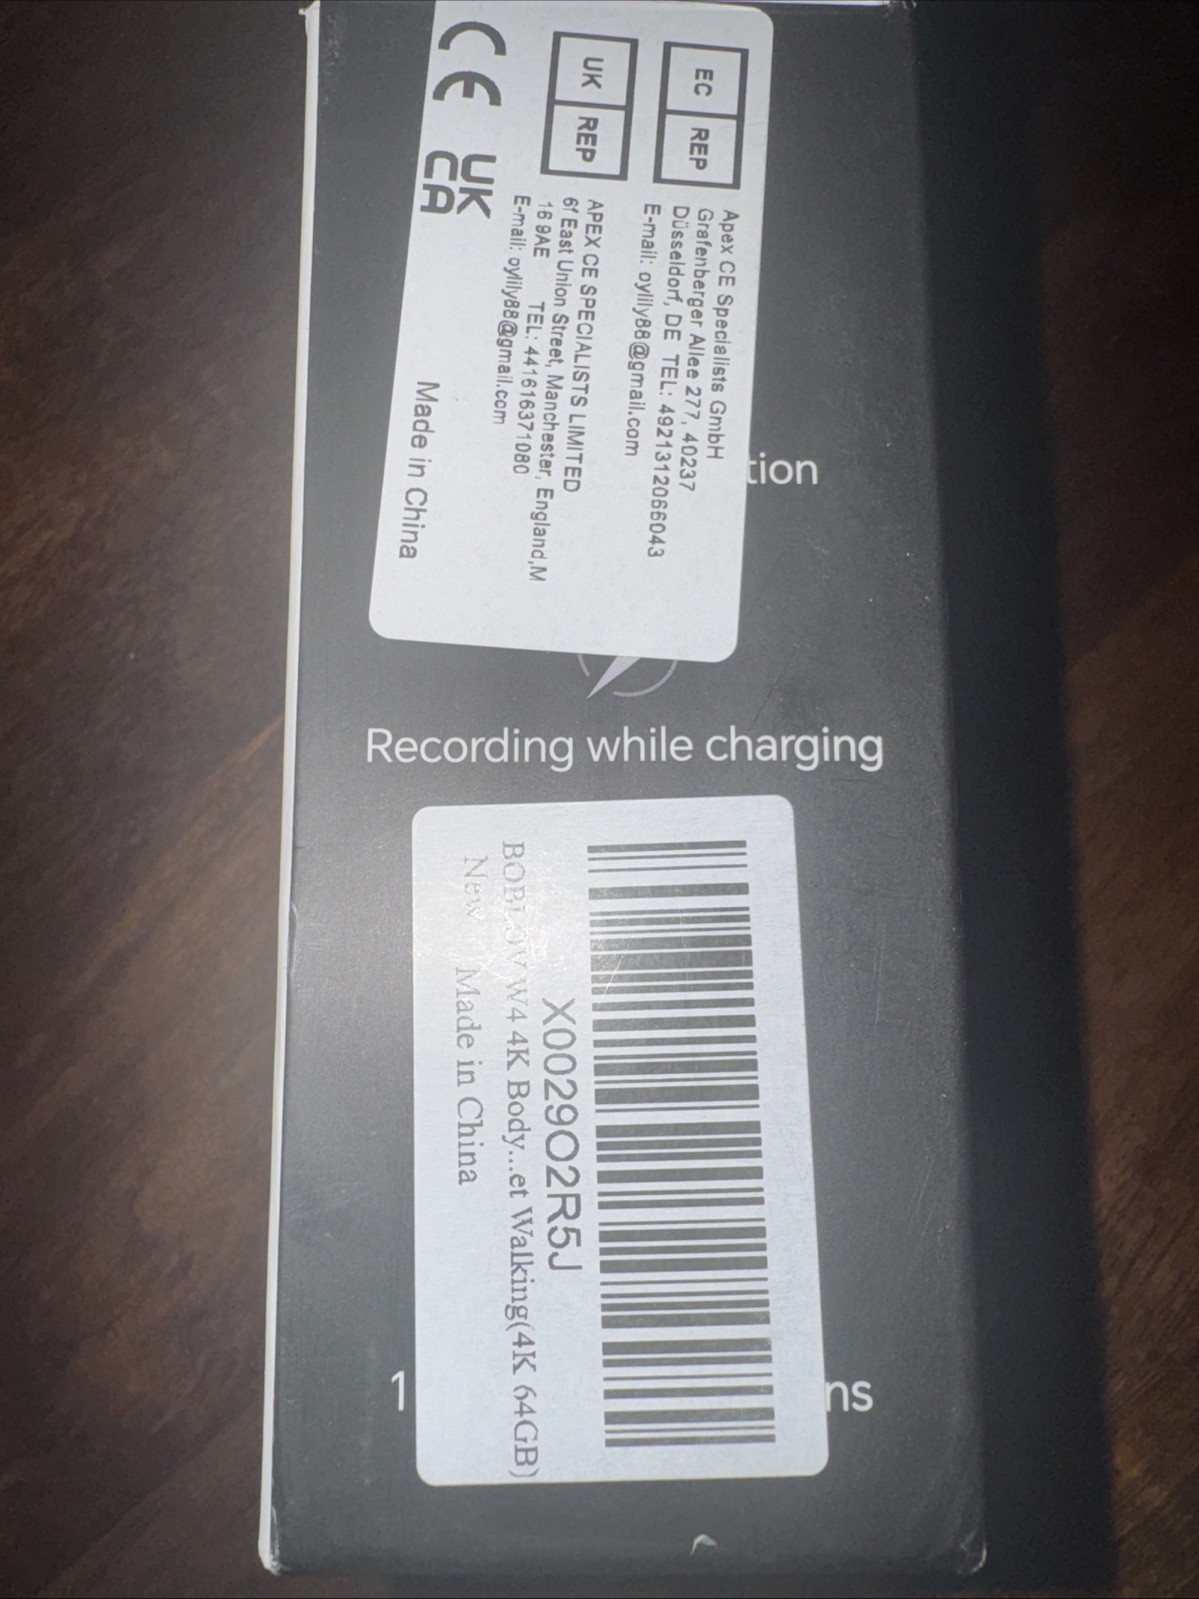 EC REP
Apex CE Specialists GmbH
Grafenberger Allee 277, 40237
Düsseldorf, DE TEL: 4921312066043
E-mail: oylily88@gmail.com
UK REP
APEX CE SPECIALISTS LIMITED
6f East Union Street, Manchester, England,M
16 9AE TEL: 441616371080
E-mail: oylily88@gmail.com
CE
UK
CA
Made in China
tion
Recording while charging
X0029O2R5J
BOBLOV W4 4K Body...et Walking(4K 64GB)
New Made in China
1
ns